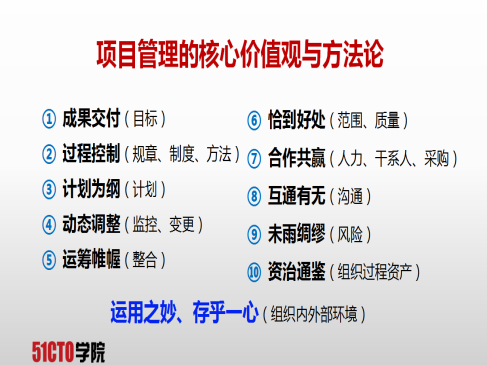 项目管理的核心价值观与方法论
① 成果交付（目标）
② 过程控制（规章、制度、方法）
③ 计划为纲（计划）
④ 动态调整（监控、变更）
⑤ 运筹帷幄（整合）
⑥ 恰到好处（范围、质量）
⑦ 合作共赢（人力、干系人、采购）
⑧ 互通有无（沟通）
⑨ 未雨绸缪（风险）
⑩ 资治通鉴（组织过程资产）
运用之妙、存乎一心（组织内外部环境）
51CTO学院